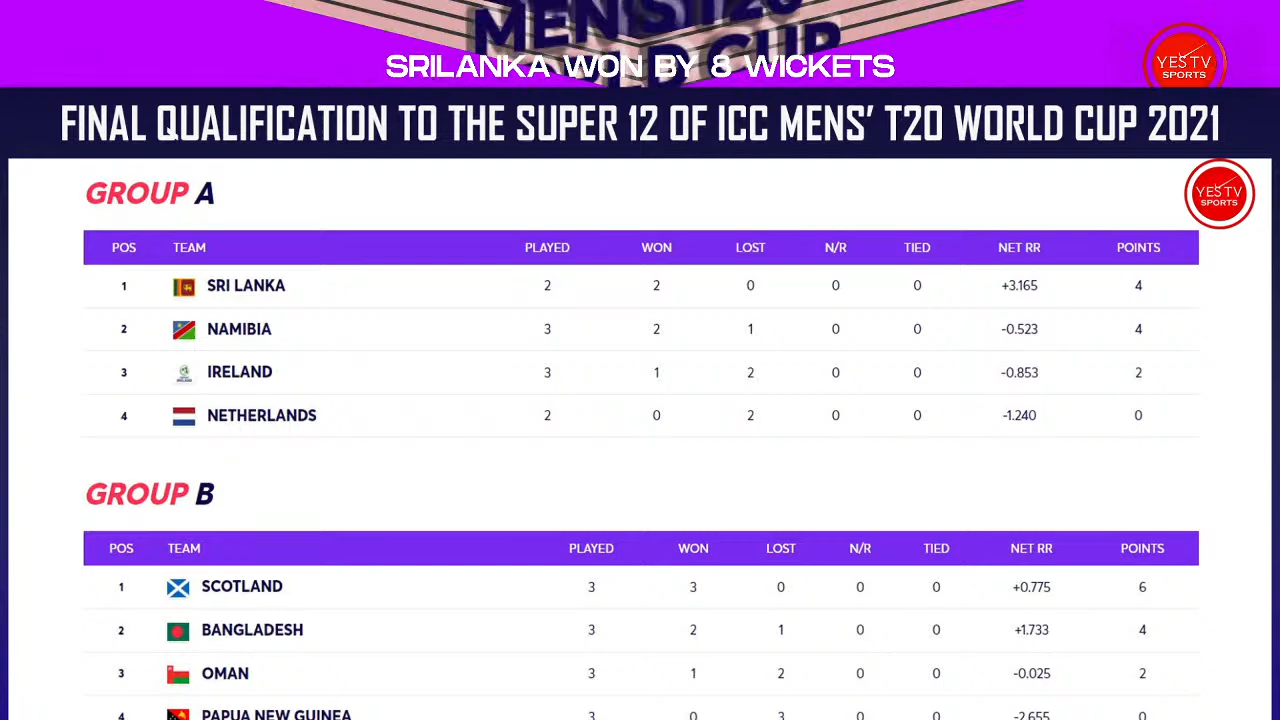 MEN'S T20
WORLD CUP
SRILANKA WON BY 8 WICKETS
YES TV
SPORTS
FINAL QUALIFICATION TO THE SUPER 12 OF ICC MENS' T20 WORLD CUP 2021
GROUP A
YES TV
SPORTS
POS TEAM PLAYED WON LOST N/R TIED NET RR POINTS
1 SRI LANKA 2 2 0 0 0 +3.165 4
2 NAMIBIA 3 2 1 0 0 -0.523 4
3 IRELAND 3 1 2 0 0 -0.853 2
4 NETHERLANDS 2 0 2 0 0 -1.240 0
GROUP B
POS TEAM PLAYED WON LOST N/R TIED NET RR POINTS
1 SCOTLAND 3 3 0 0 0 +0.775 6
2 BANGLADESH 3 2 1 0 0 +1.733 4
3 OMAN 3 1 2 0 0 -0.025 2
4 PAPUA NEW GUINEA 3 0 3 0 0 -2.655 0